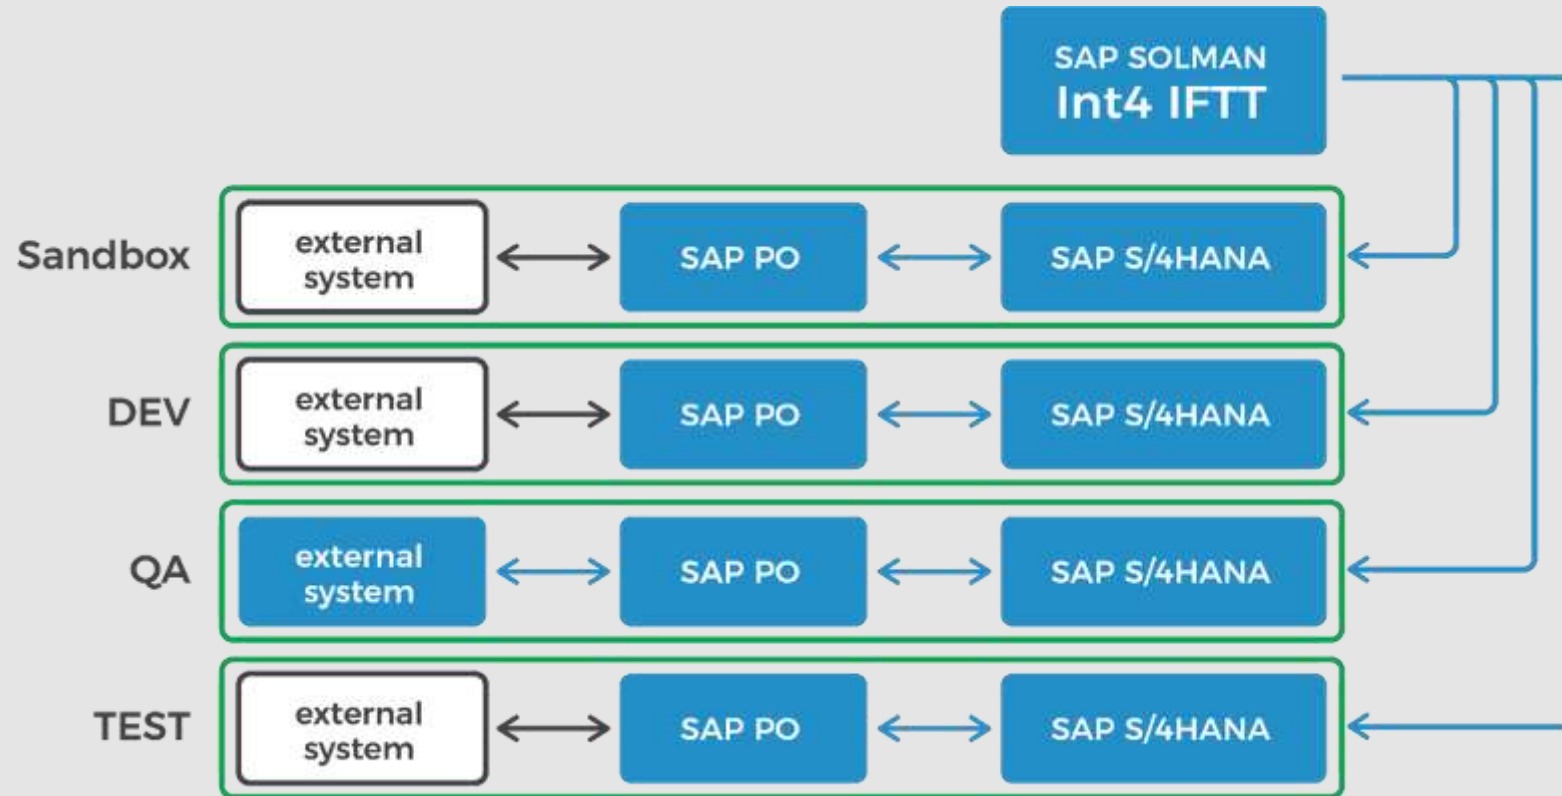 SAP SOLMAN
Int4 IFTT
Sandbox
external
system
SAP PO
SAP S/4HANA
DEV
external
system
SAP PO
SAP S/4HANA
QA
external
system
SAP PO
SAP S/4HANA
TEST
external
system
SAP PO
SAP S/4HANA